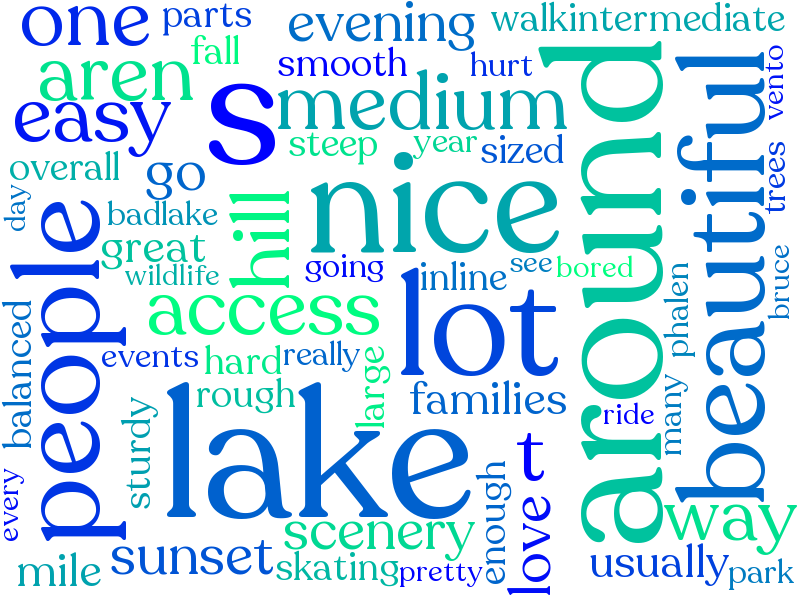 one
parts
evening
walkintermediate
fall
aren
smooth
hurt
easy
s
medium
around
beautiful
vento
steep
year
sized
overall
go
nice
trees
day
badlake
hill
great
people
wildlife
going
inline
see
bored
phalen
bruce
access
lot
balanced
events
hard
really
large
rough
families
ride
many
lake
sturdy
t
every
scenery
enough
love
way
mile
sunset
skating
pretty
usually
park